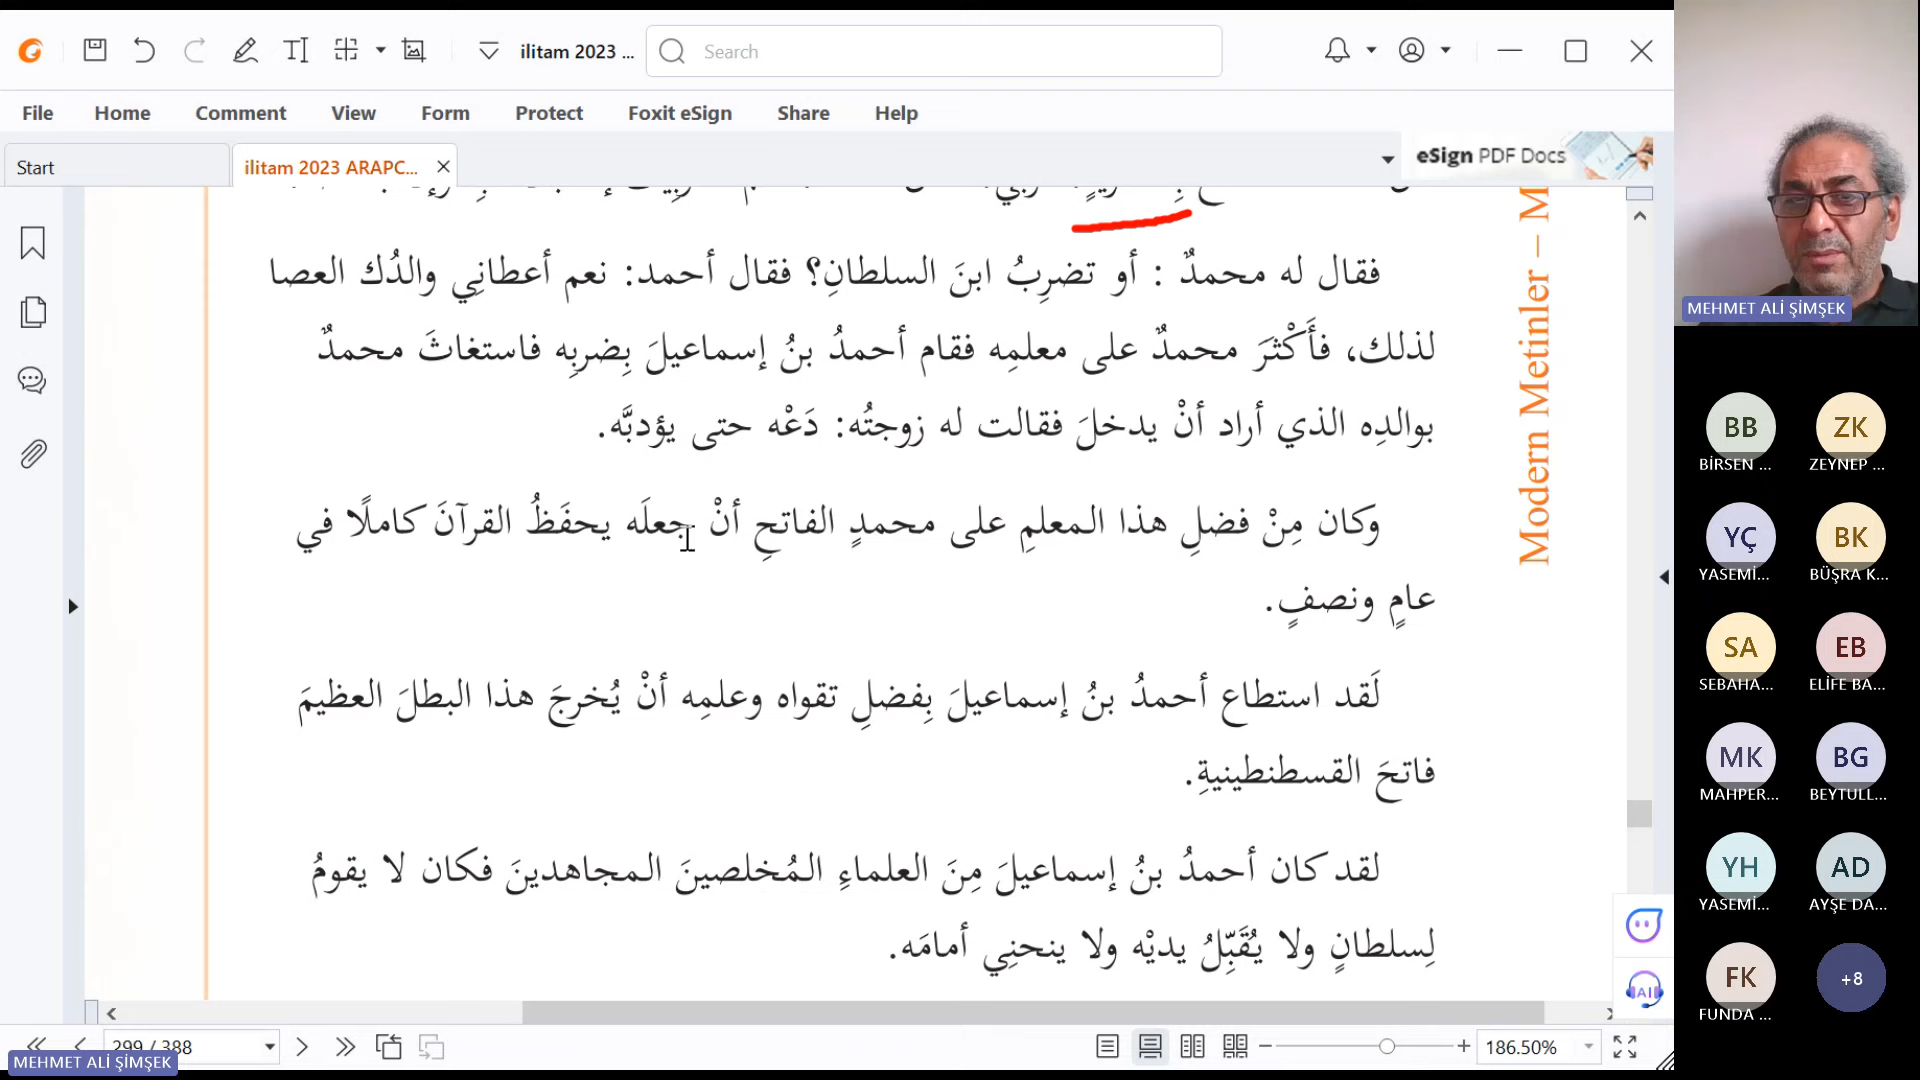 ilitam 2023 ...
Search
File Home Comment View Form Protect Foxit eSign Share Help
Start
ilitam 2023 ARAPC...
eSign PDF Docs
فقال له محمدٌ : أو تضرِبُ ابنَ السلطانِ؟ فقال أحمد: نعم أعطانِي والدُك العصا
لذلك، فأَكْثرَ محمدٌ على معلمِه فقام أحمدُ بنُ إسماعيلَ بِضربِه فاستغاثَ محمدٌ
بوالدِه الذي أراد أنْ يدخلَ فقالت له زوجتُه: دَعْه حتى يؤدبَّه.
وكان مِنْ فضلِ هذا المعلمِ على محمدٍ الفاتحِ أنْ جعلَه يحفَظُ القرآنَ كاملًا في
عامٍ ونصفٍ.
لَقد استطاع أحمدُ بنُ إسماعيلَ بِفضلِ تقواه وعلمِه أنْ يُخرجَ هذا البطلَ العظيمَ
فاتحَ القسطنطينيةِ.
لقد كان أحمدُ بنُ إسماعيلَ مِنَ العلماءِ المُخلصينَ المجاهدينَ فكان لا يقومُ
لِسلطانٍ ولا يُقَبِّلُ يديْه ولا ينحنِي أمامَه.
Modern Metinler – M
AI
299 / 388
186.50%
MEHMET ALİ ŞİMŞEK
MEHMET ALİ ŞİMŞEK
BB ZK
BİRSEN ... ZEYNEP ...
YÇ BK
YASEMİ... BÜŞRA K...
SA EB
SEBAHA... ELİFE BA...
MK BG
MAHPER... BEYTULL...
YH AD
YASEMİ... AYŞE DA...
FK +8
FUNDA ...